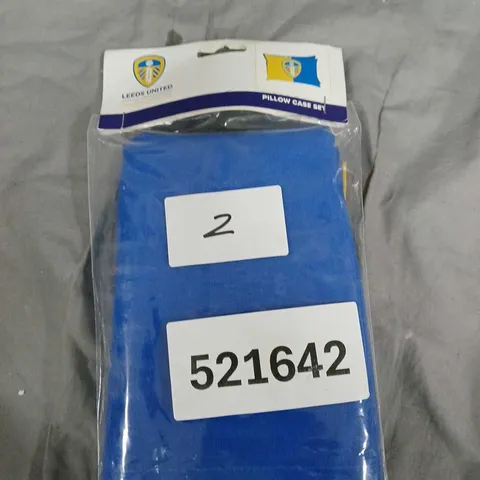 LEEDS UNITED
PILLOW CASE SET
2
521642